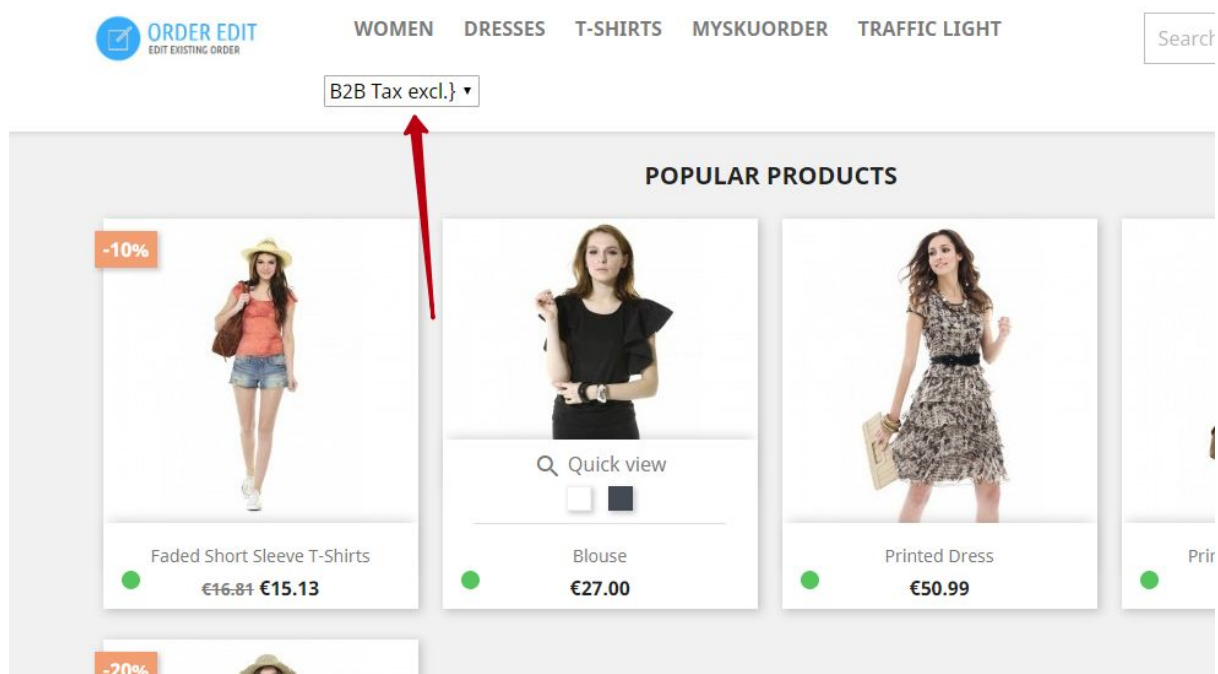 ORDER EDIT
EDIT EXISTING ORDER
WOMEN DRESSES T-SHIRTS MYSKUORDER TRAFFIC LIGHT
Search
B2B Tax excl.}
POPULAR PRODUCTS
-10%
Quick view
Faded Short Sleeve T-Shirts
€16.81 €15.13
Blouse
€27.00
Printed Dress
€50.99
-20%